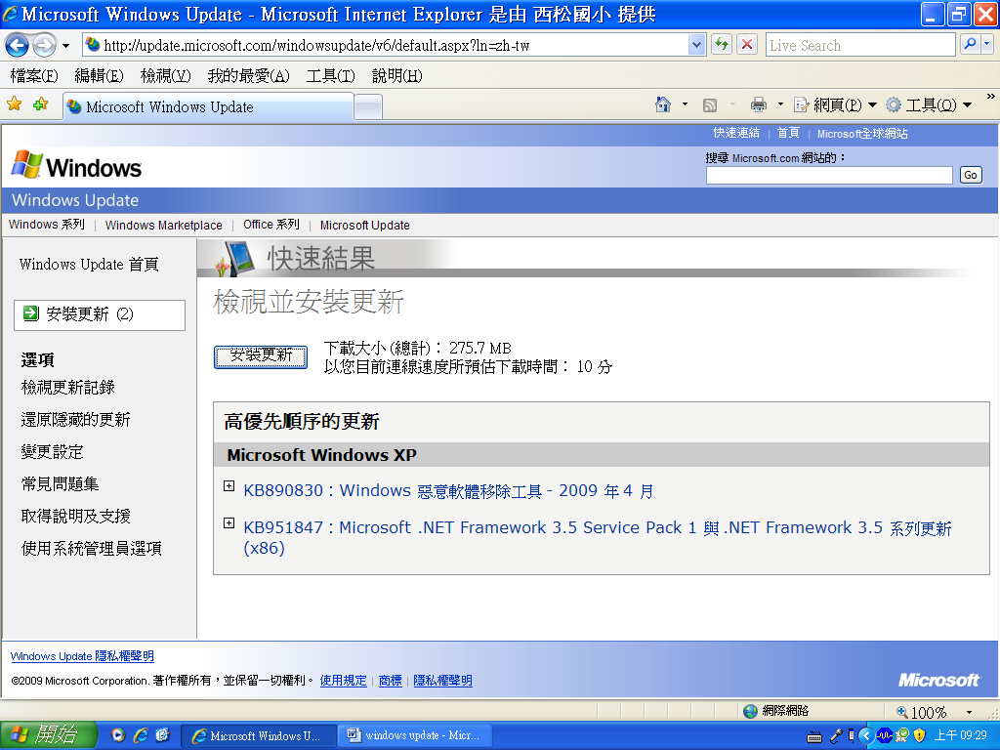 Microsoft Windows Update - Microsoft Internet Explorer 是由 西松國小 提供
http://update.microsoft.com/windowsupdate/v6/default.aspx?ln=zh-tw
Live Search
檔案(F) 編輯(E) 檢視(V) 我的最愛(A) 工具(T) 說明(H)
Microsoft Windows Update
網頁(P) 工具(O) »
快速連結 | 首頁 | Microsoft全球網站
Windows
搜尋 Microsoft.com 網站的：
Go
Windows Update
Windows 系列 | Windows Marketplace | Office 系列 | Microsoft Update
Windows Update 首頁
安裝更新 (2)
選項
檢視更新記錄
還原隱藏的更新
變更設定
常見問題集
取得說明及支援
使用系統管理員選項
快速結果
檢視並安裝更新
安裝更新
下載大小 (總計)： 275.7 MB
以您目前連線速度所預估下載時間： 10 分
高優先順序的更新
Microsoft Windows XP
KB890830：Windows 惡意軟體移除工具 - 2009 年 4 月
KB951847：Microsoft .NET Framework 3.5 Service Pack 1 與 .NET Framework 3.5 系列更新
(x86)
Windows Update 隱私權聲明
©2009 Microsoft Corporation. 著作權所有，並保留一切權利。 使用規定 | 商標 | 隱私權聲明
Microsoft
網際網路
100%
開始
Microsoft Windows U...
windows update - Micr...
上午 09:29